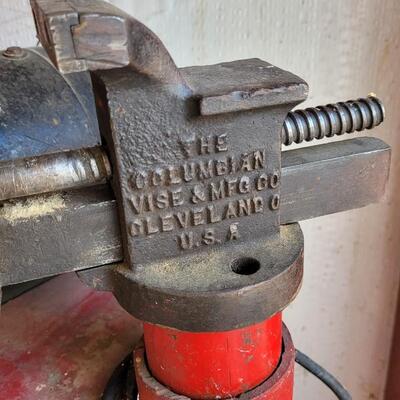 THE
COLUMBIAN
VISE & MFG CO
CLEVELAND O
U.S.A